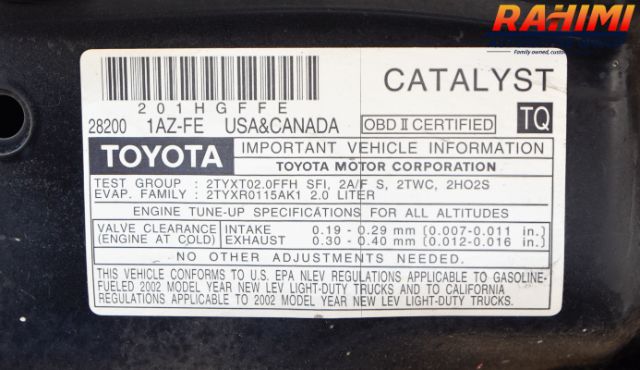 RAHIMI
Family owned, custo
CATALYST
201HGFFE
28200 1AZ-FE USA&CANADA OBD II CERTIFIED TQ
TOYOTA IMPORTANT VEHICLE INFORMATION
TOYOTA MOTOR CORPORATION
TEST GROUP : 2TYXT02.0FFH SFI, 2A/F S, 2TWC, 2HO2S
EVAP. FAMILY : 2TYXR0115AK1 2.0 LITER
ENGINE TUNE-UP SPECIFICATIONS FOR ALL ALTITUDES
VALVE CLEARANCE INTAKE 0.19 - 0.29 mm (0.007-0.011 in.)
(ENGINE AT COLD) EXHAUST 0.30 - 0.40 mm (0.012-0.016 in.)
NO OTHER ADJUSTMENTS NEEDED.
THIS VEHICLE CONFORMS TO U.S. EPA NLEV REGULATIONS APPLICABLE TO GASOLINE-
FUELED 2002 MODEL YEAR NEW LEV LIGHT-DUTY TRUCKS AND TO CALIFORNIA
REGULATIONS APPLICABLE TO 2002 MODEL YEAR NEW LEV LIGHT-DUTY TRUCKS.